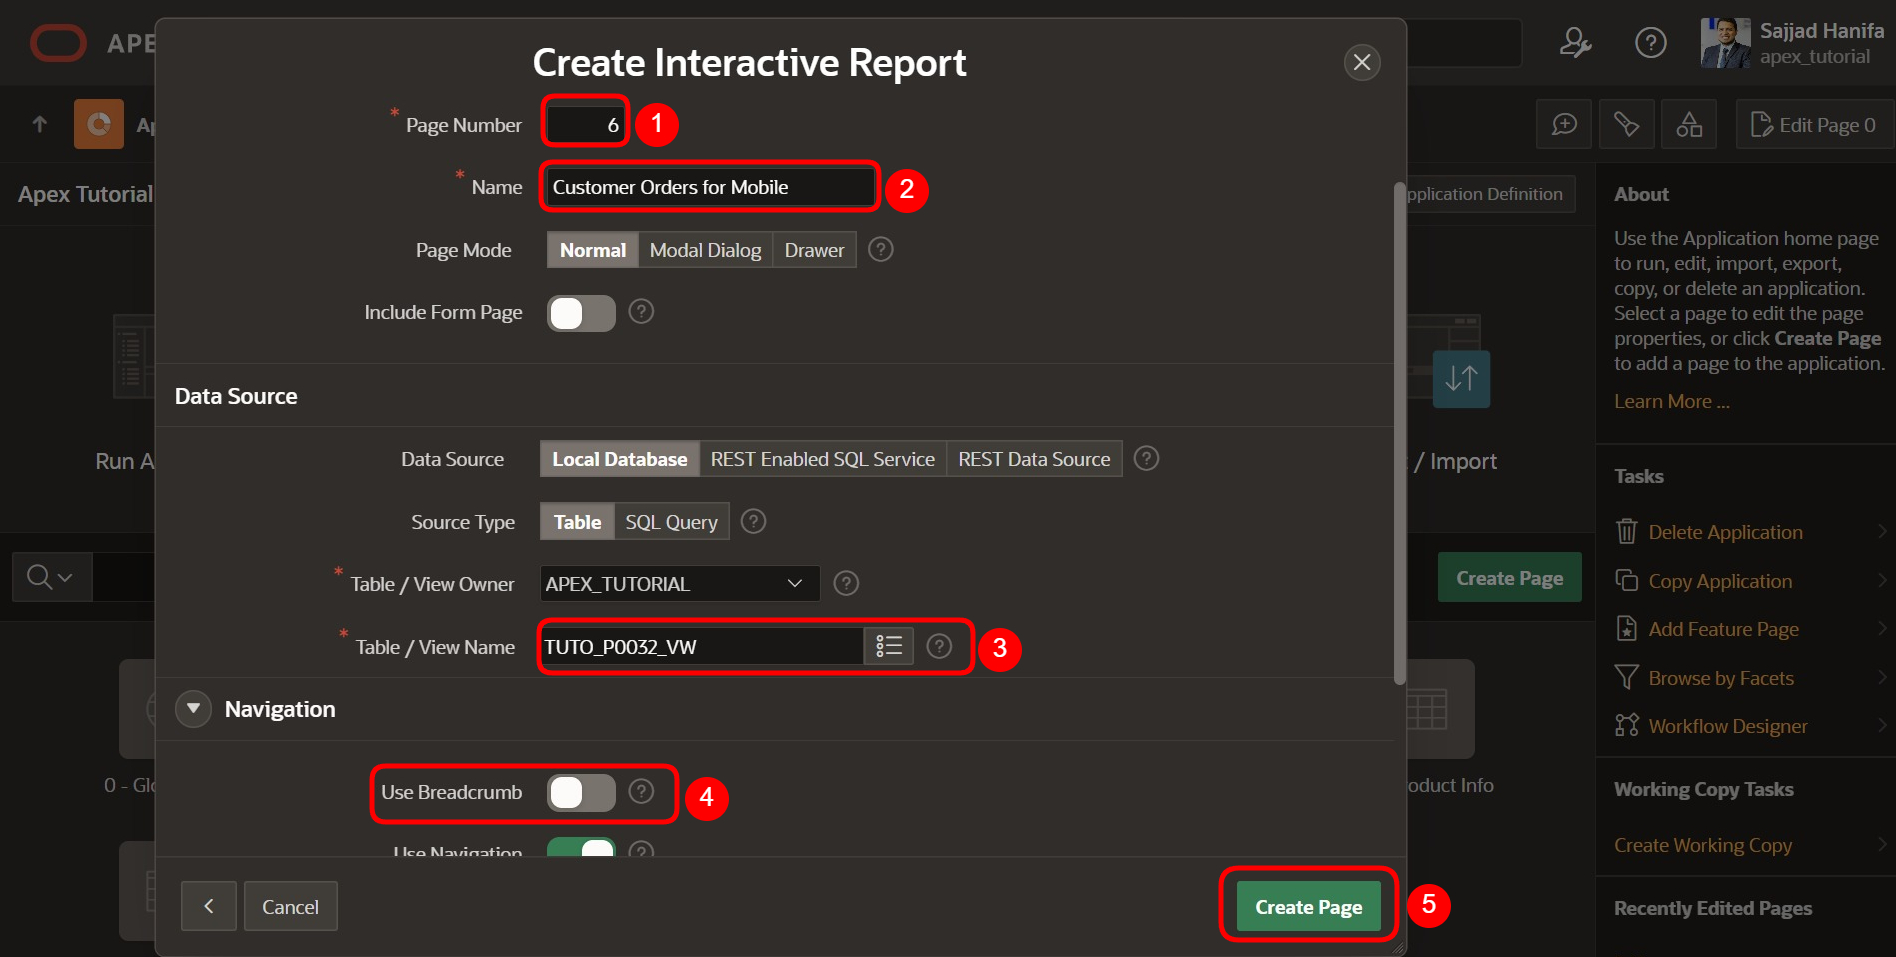 APE
Sajjad Hanifa
apex_tutorial
Ap
Edit Page 0
Apex Tutorial
pplication Definition
Create Interactive Report
* Page Number 6 1
* Name Customer Orders for Mobile 2
Page Mode Normal Modal Dialog Drawer ?
Include Form Page ?
Data Source
Data Source Local Database REST Enabled SQL Service REST Data Source ?
Source Type Table SQL Query ?
* Table / View Owner APEX_TUTORIAL ?
* Table / View Name TUTO_P0032_VW ? 3
Navigation
Use Breadcrumb ? 4
Use Navigation ?
Cancel
Create Page 5
Run A
/ Import
Create Page
0 - Glo
oduct Info
About
Use the Application home page
to run, edit, import, export,
copy, or delete an application.
Select a page to edit the page
properties, or click Create Page
to add a page to the application.
Learn More ...
Tasks
Delete Application
Copy Application
Add Feature Page
Browse by Facets
Workflow Designer
Working Copy Tasks
Create Working Copy
Recently Edited Pages